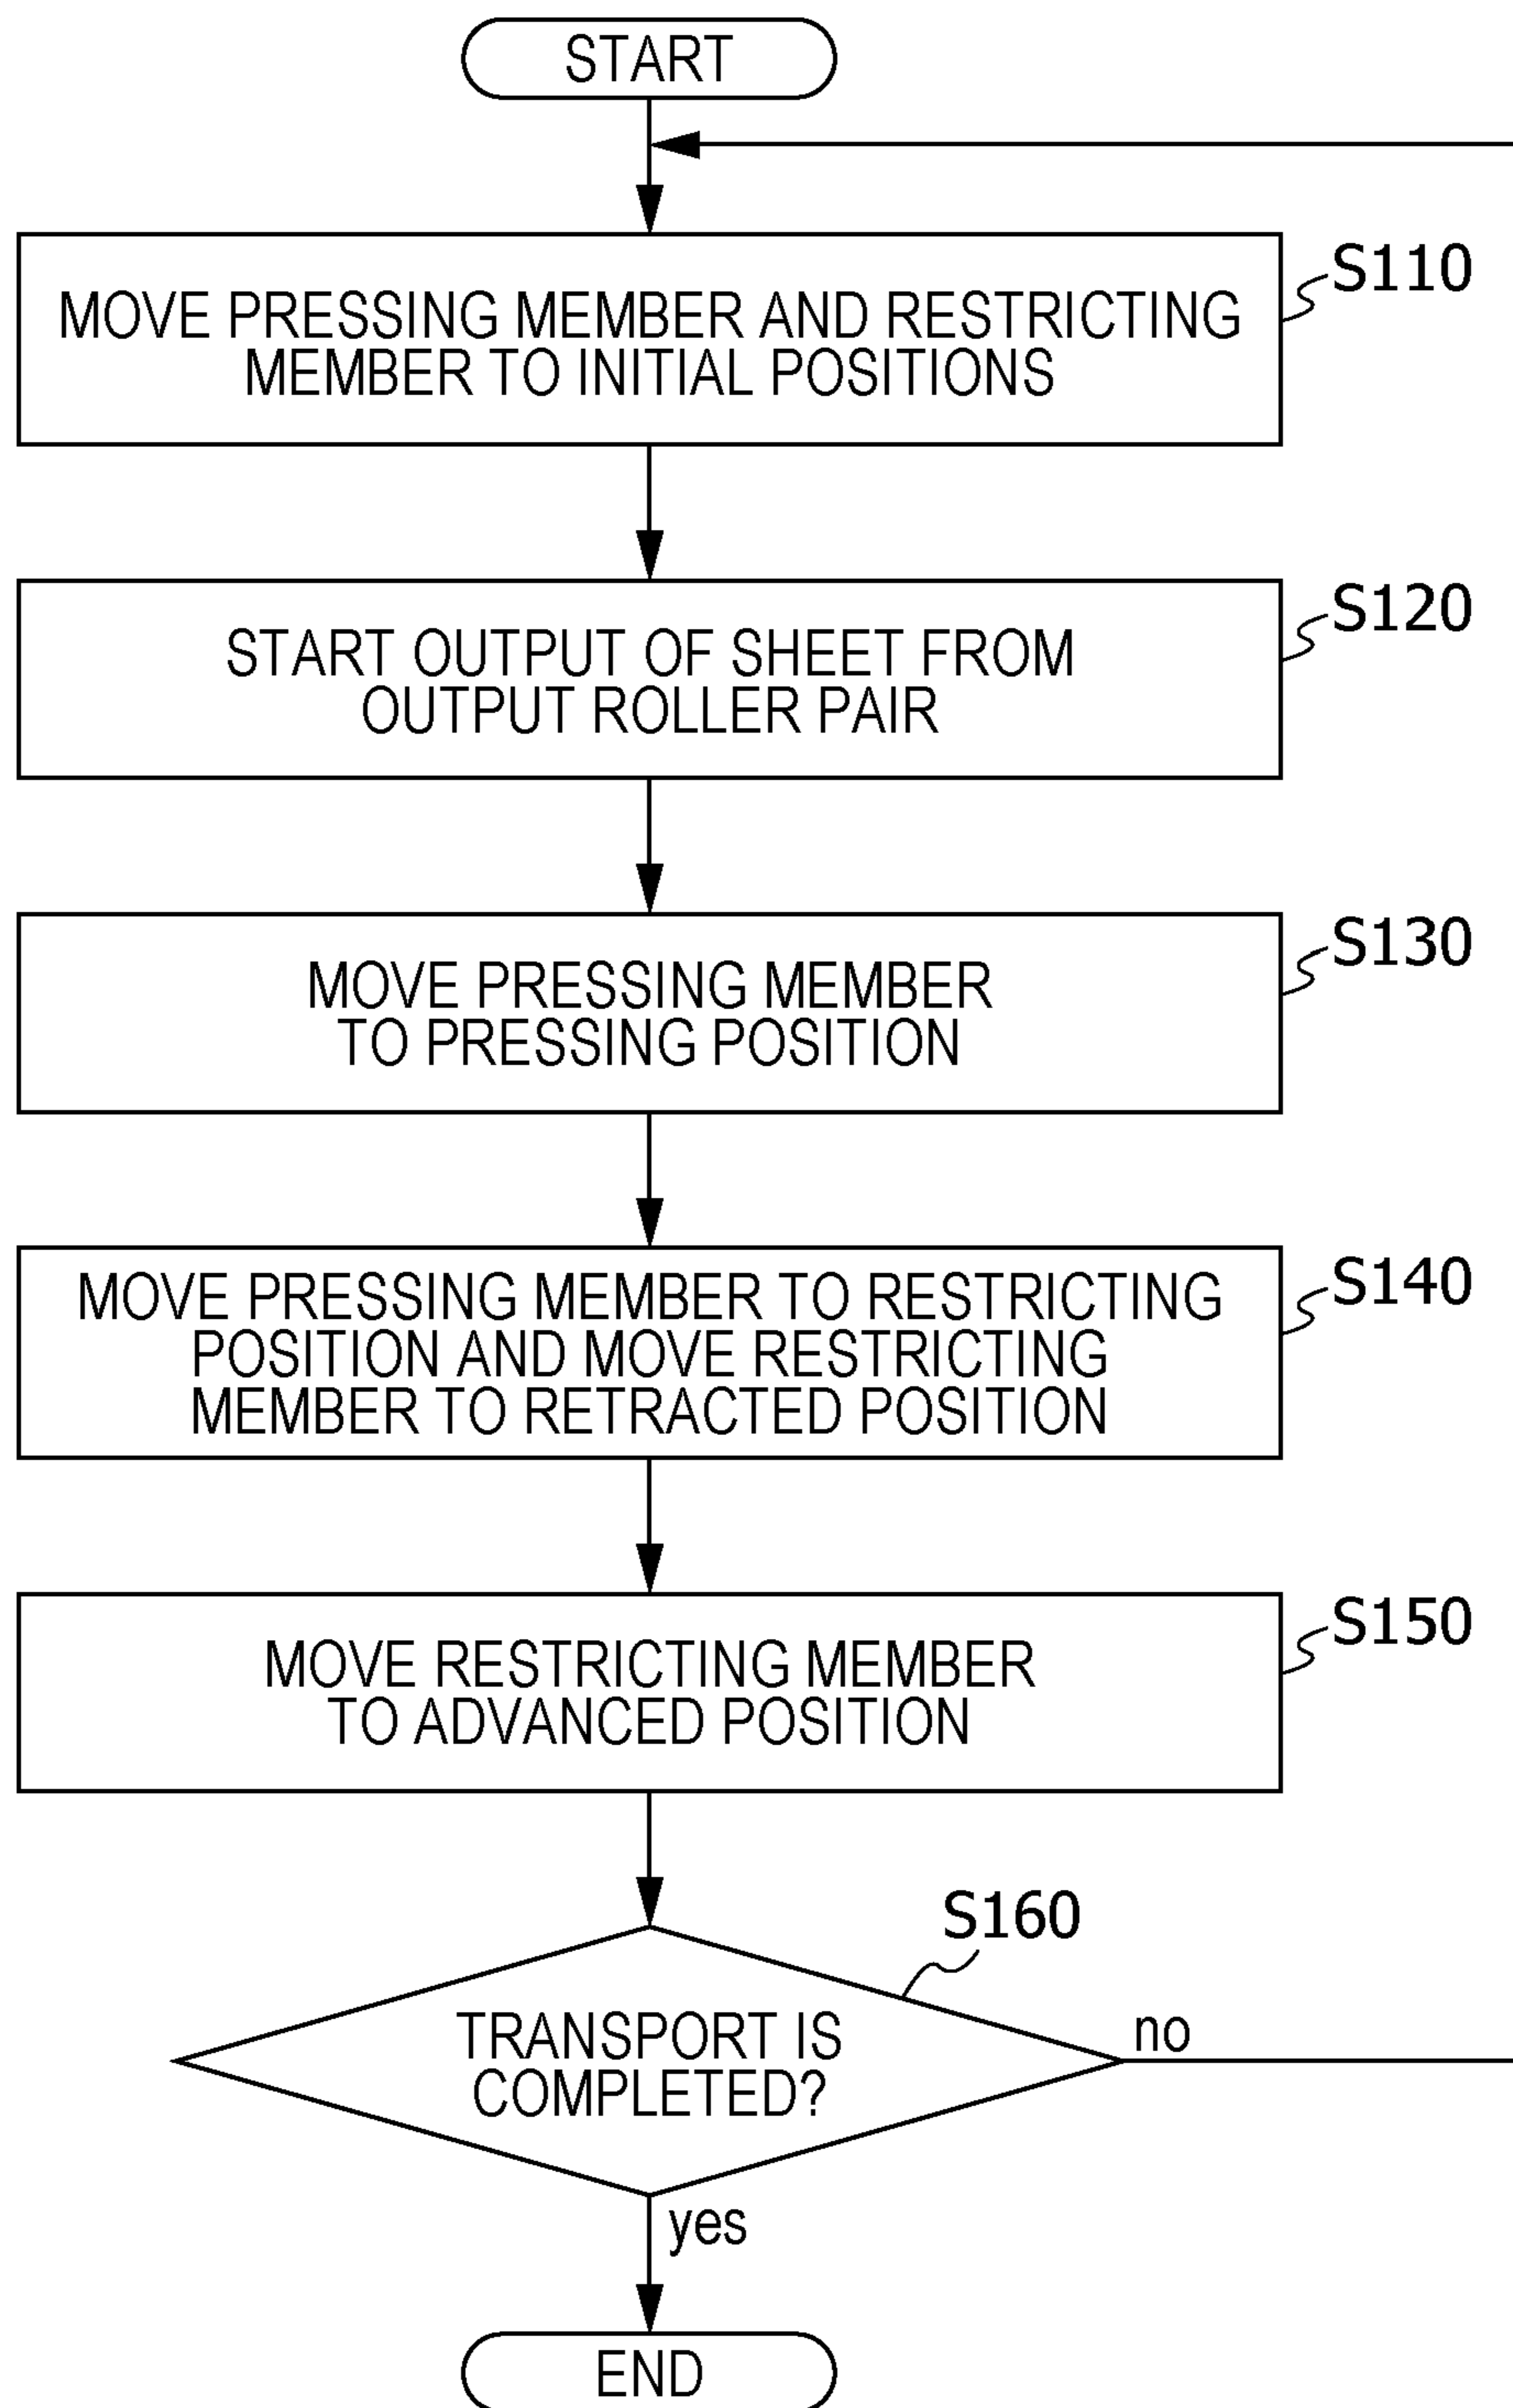 START
S110
MOVE PRESSING MEMBER AND RESTRICTING
MEMBER TO INITIAL POSITIONS
S120
START OUTPUT OF SHEET FROM
OUTPUT ROLLER PAIR
S130
MOVE PRESSING MEMBER
TO PRESSING POSITION
S140
MOVE PRESSING MEMBER TO RESTRICTING
POSITION AND MOVE RESTRICTING
MEMBER TO RETRACTED POSITION
S150
MOVE RESTRICTING MEMBER
TO ADVANCED POSITION
S160
TRANSPORT IS
COMPLETED?
no
yes
END